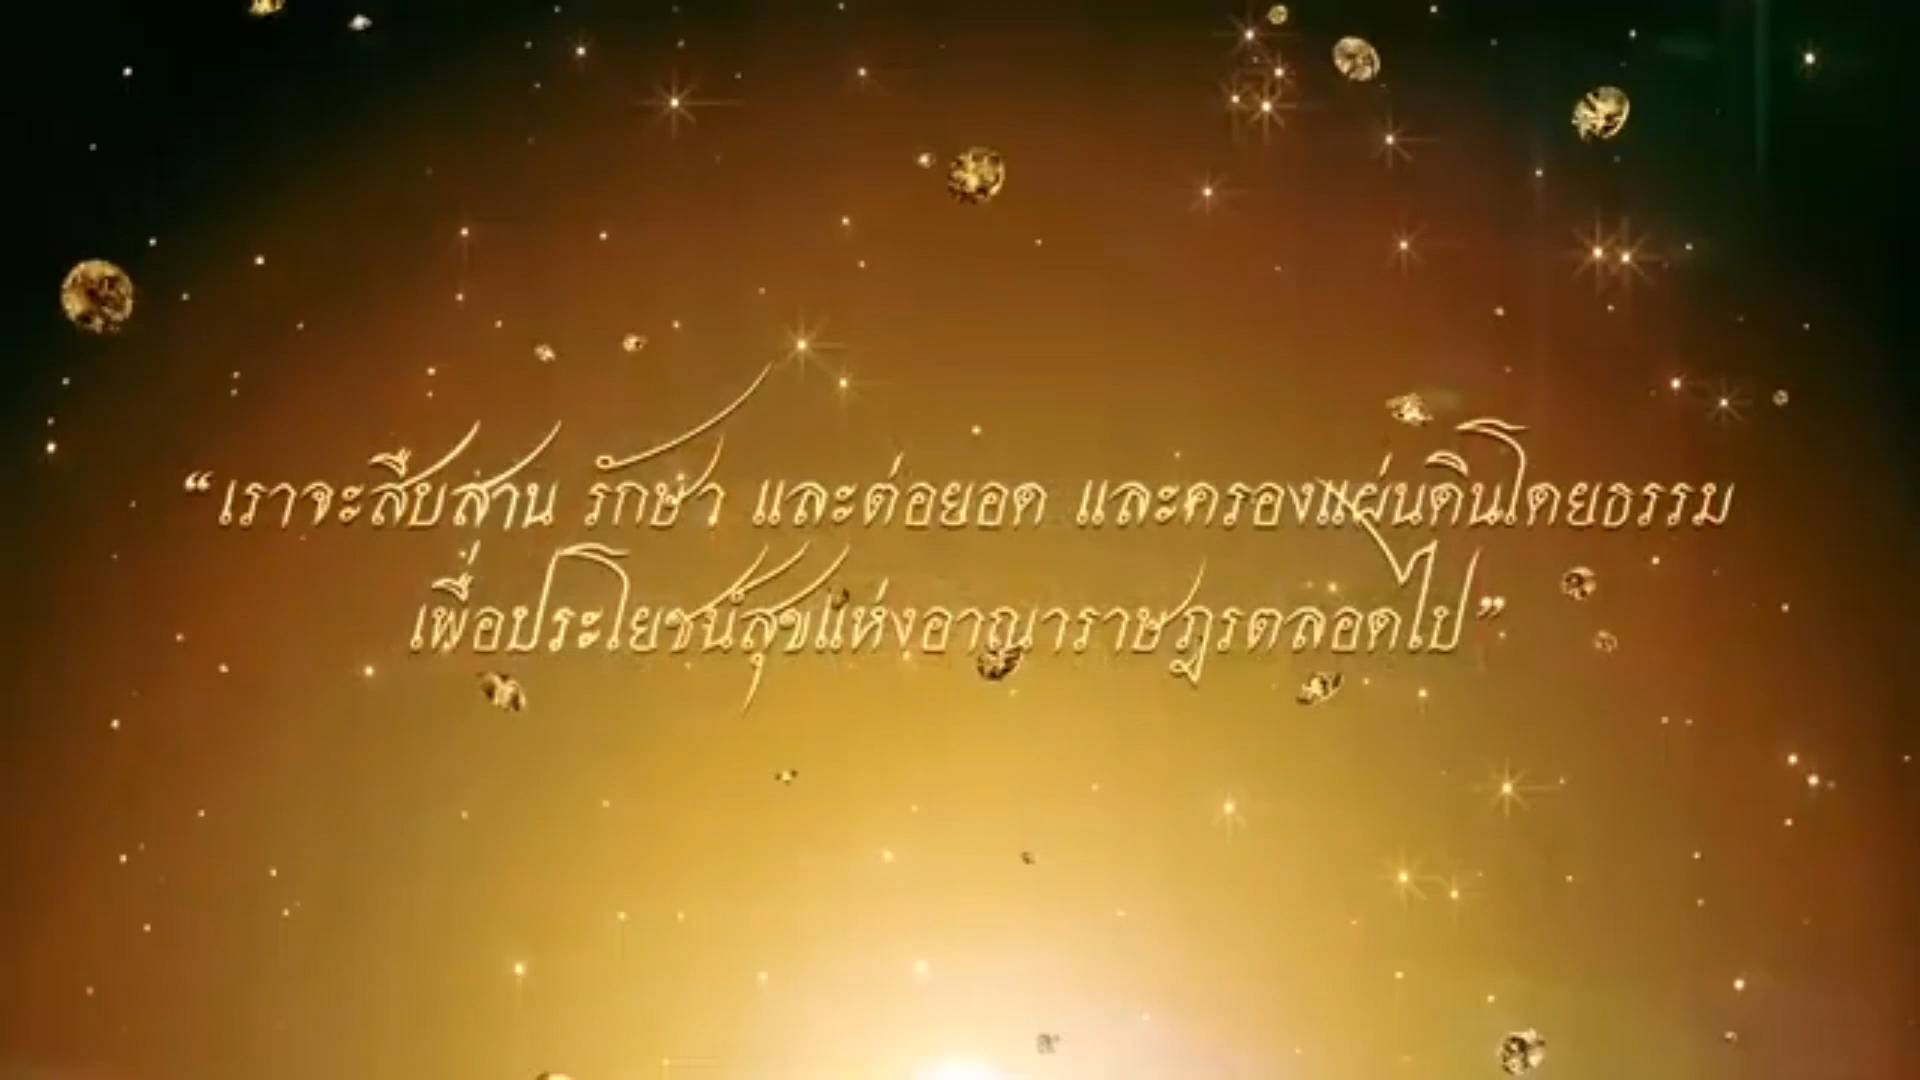 “เราจะสืบสาน รักษา และต่อยอด และครองแผ่นดินโดยธรรม
เพื่อประโยชน์สุขแห่งอาณาราษฎรตลอดไป”